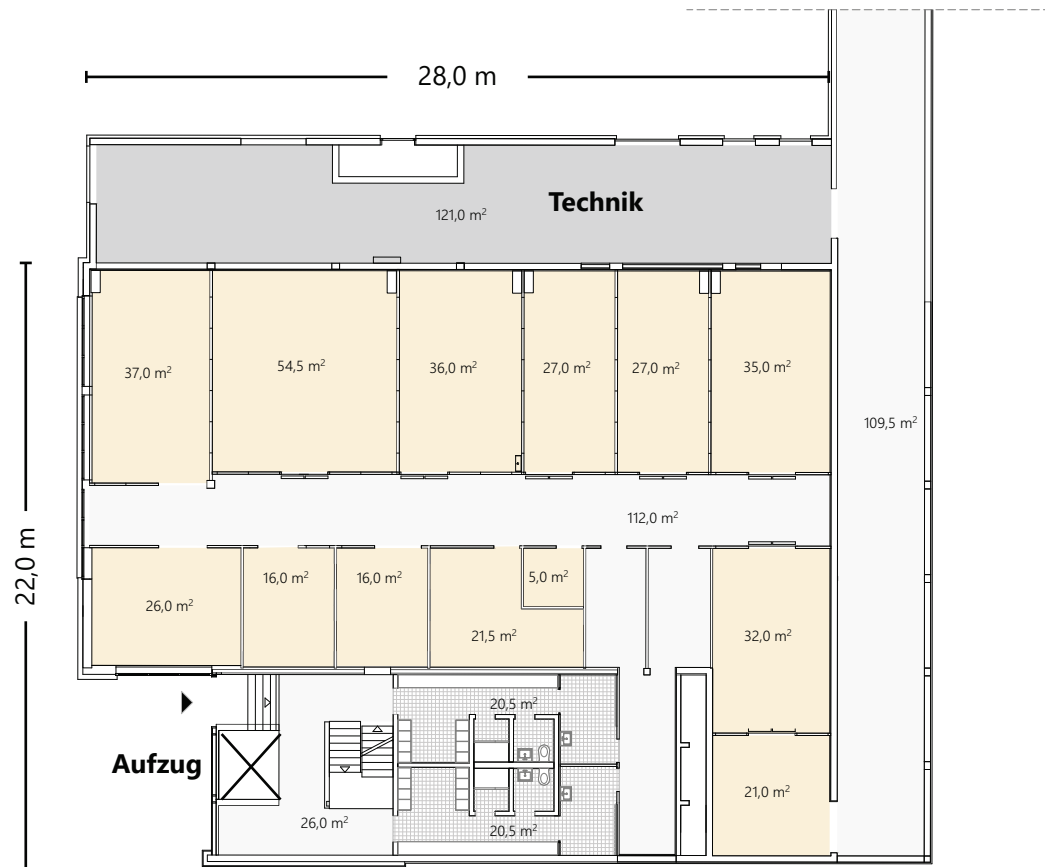 28,0 m
Technik
121,0 m²
37,0 m²
54,5 m²
36,0 m²
27,0 m²
27,0 m²
35,0 m²
109,5 m²
112,0 m²
22,0 m
26,0 m²
16,0 m²
16,0 m²
5,0 m²
21,5 m²
32,0 m²
20,5 m²
Aufzug
26,0 m²
20,5 m²
21,0 m²